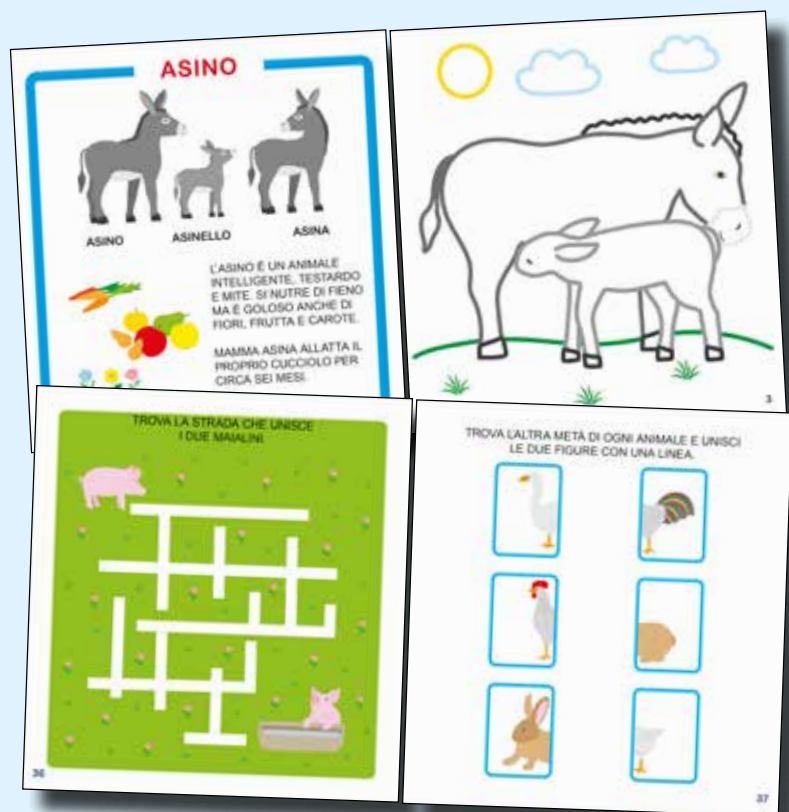 ASINO
ASINO
ASINELLO
ASINA
L'ASINO È UN ANIMALE
INTELLIGENTE, TESTARDO
E MITE. SI NUTRE DI FIENO
MA È GOLOSO ANCHE DI
FIORI, FRUTTA E CAROTE.
MAMMA ASINA ALLATTA IL
PROPRIO CUCCIOLO PER
CIRCA SEI MESI.
3
TROVA LA STRADA CHE UNISCE
I DUE MAIALINI.
36
TROVA L'ALTRA METÀ DI OGNI ANIMALE E UNISCI
LE DUE FIGURE CON UNA LINEA.
37